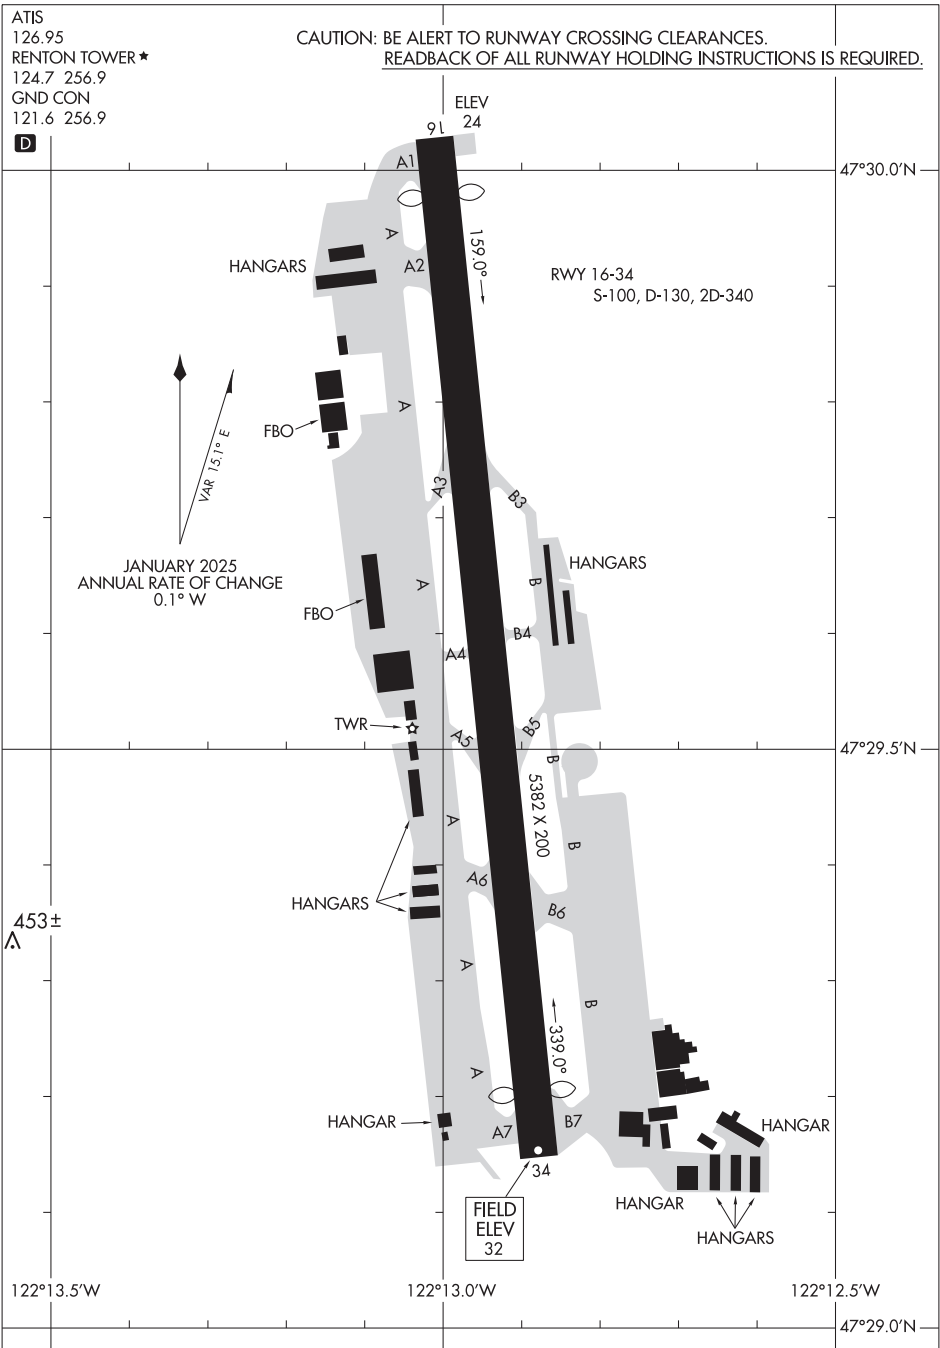 ATIS
126.95
RENTON TOWER★
124.7 256.9
GND CON
121.6 256.9
D
CAUTION: BE ALERT TO RUNWAY CROSSING CLEARANCES.
READBACK OF ALL RUNWAY HOLDING INSTRUCTIONS IS REQUIRED.
ELEV
24
16
A1
47°30.0'N
A
159.0°
HANGARS
A2
RWY 16-34
S-100, D-130, 2D-340
A
FBO
VAR 15.1° E
A3
B3
JANUARY 2025
ANNUAL RATE OF CHANGE
0.1° W
HANGARS
A
B
FBO
B4
A4
TWR
A5
B5
47°29.5'N
B
5382 X 200
A
B
A6
HANGARS
B6
453±
A
B
339.0°
A
HANGAR
A7
B7
HANGAR
34
FIELD
ELEV
32
HANGAR
HANGARS
122°13.5'W
122°13.0'W
122°12.5'W
47°29.0'N